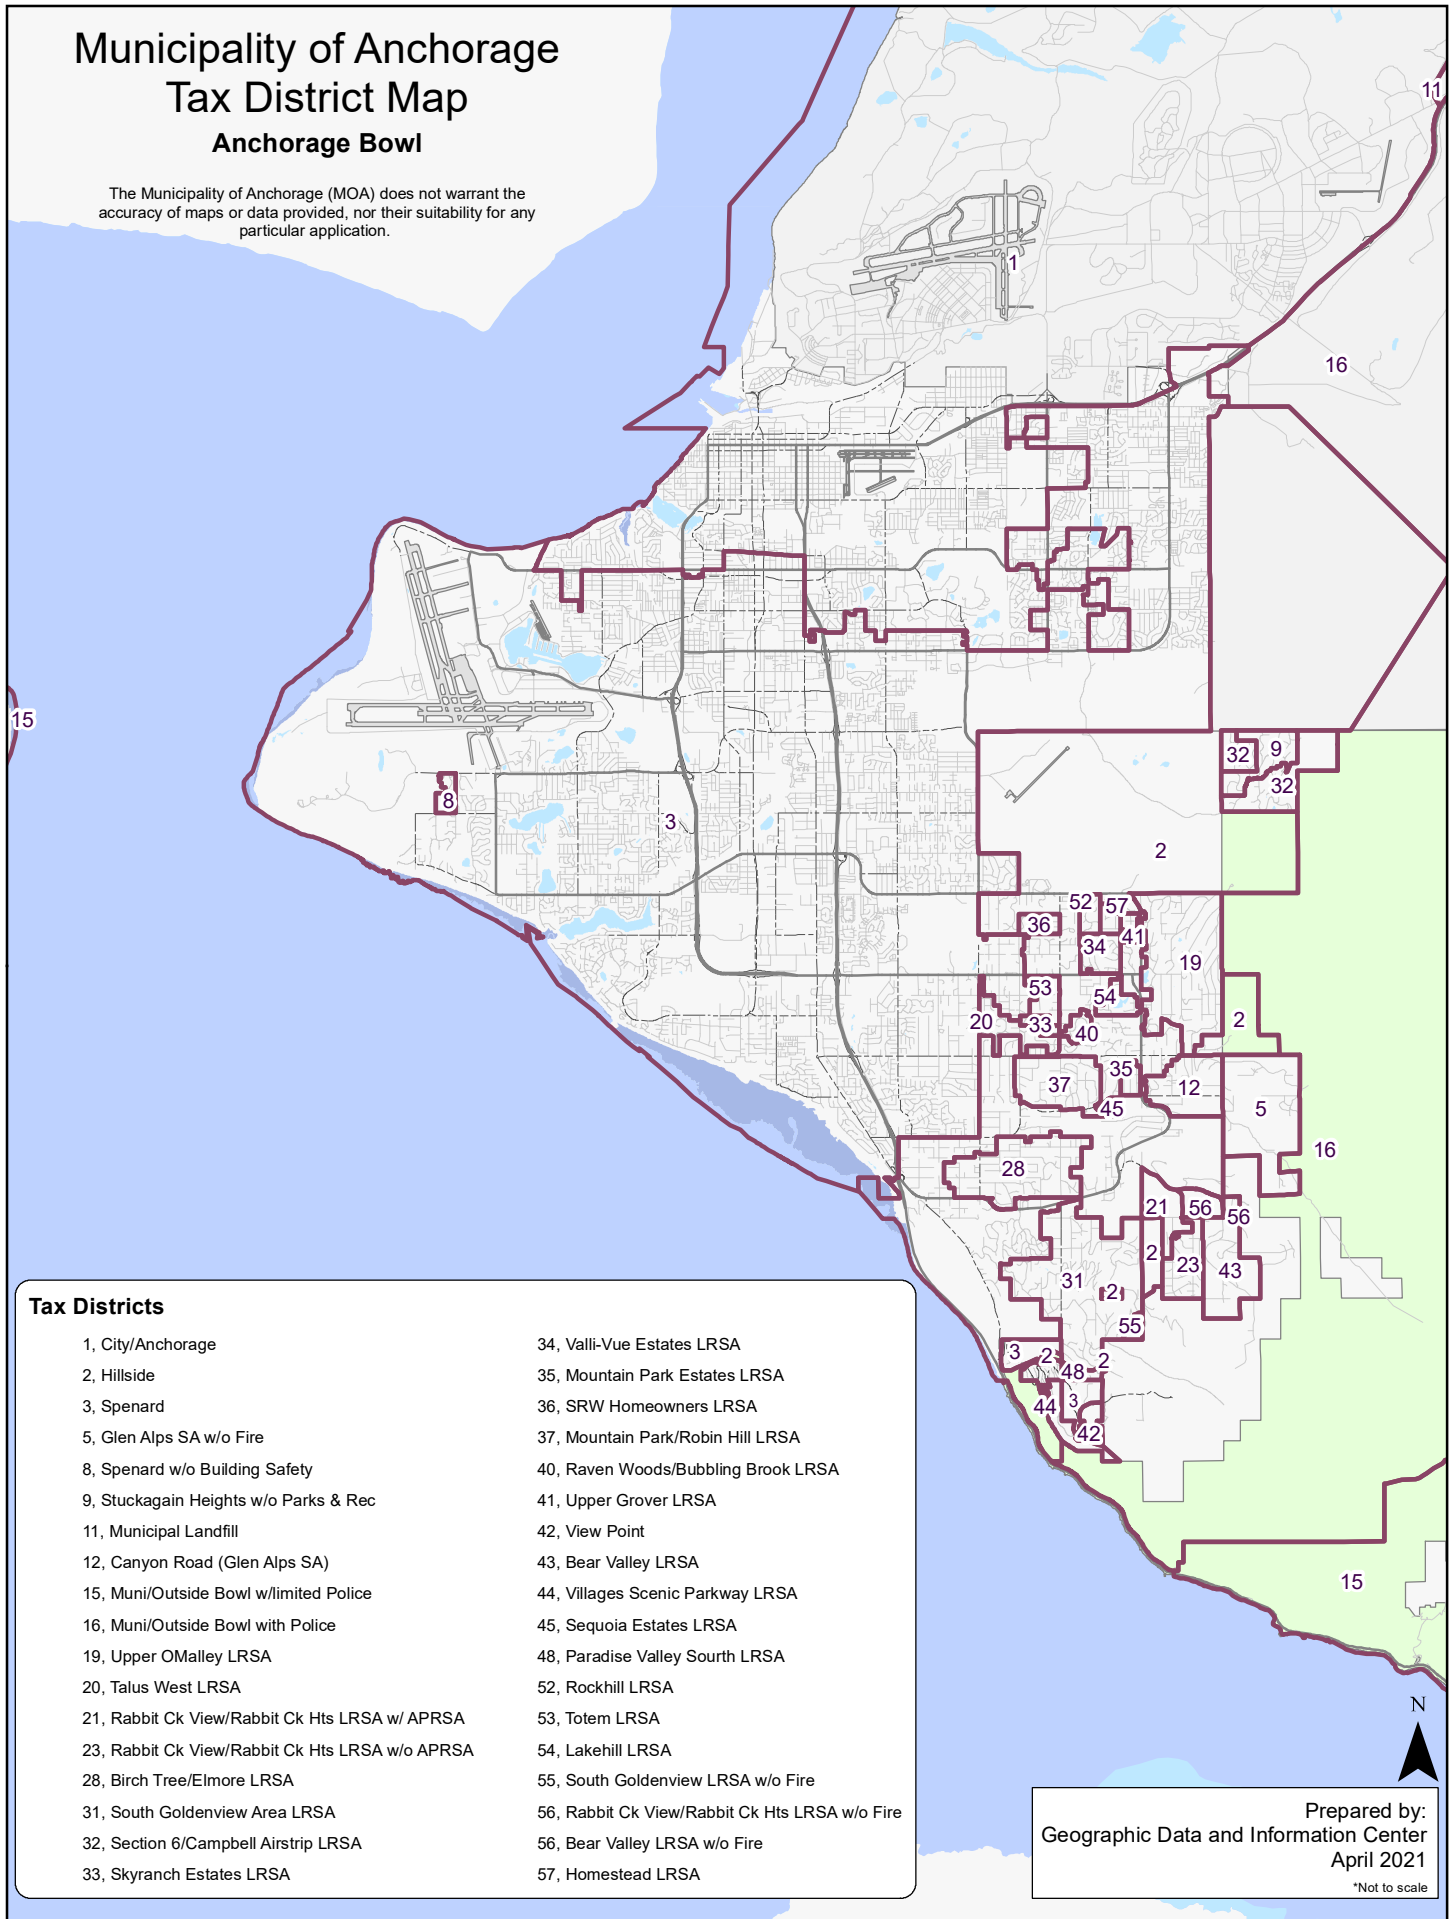 Municipality of Anchorage
Tax District Map
Anchorage Bowl
The Municipality of Anchorage (MOA) does not warrant the
accuracy of maps or data provided, nor their suitability for any
particular application.
11
1
16
15
32
9
32
8
3
2
52
57
36
41
34
19
53
54
20
33
40
2
35
37
12
45
5
16
28
21
56
56
2
23
43
31
2
55
3
2
2
48
3
44
42
15
Tax Districts
1, City/Anchorage
2, Hillside
3, Spenard
5, Glen Alps SA w/o Fire
8, Spenard w/o Building Safety
9, Stuckagain Heights w/o Parks & Rec
11, Municipal Landfill
12, Canyon Road (Glen Alps SA)
15, Muni/Outside Bowl w/limited Police
16, Muni/Outside Bowl with Police
19, Upper OMalley LRSA
20, Talus West LRSA
21, Rabbit Ck View/Rabbit Ck Hts LRSA w/ APRSA
23, Rabbit Ck View/Rabbit Ck Hts LRSA w/o APRSA
28, Birch Tree/Elmore LRSA
31, South Goldenview Area LRSA
32, Section 6/Campbell Airstrip LRSA
33, Skyranch Estates LRSA
34, Valli-Vue Estates LRSA
35, Mountain Park Estates LRSA
36, SRW Homeowners LRSA
37, Mountain Park/Robin Hill LRSA
40, Raven Woods/Bubbling Brook LRSA
41, Upper Grover LRSA
42, View Point
43, Bear Valley LRSA
44, Villages Scenic Parkway LRSA
45, Sequoia Estates LRSA
48, Paradise Valley Sourth LRSA
52, Rockhill LRSA
53, Totem LRSA
54, Lakehill LRSA
55, South Goldenview LRSA w/o Fire
56, Rabbit Ck View/Rabbit Ck Hts LRSA w/o Fire
56, Bear Valley LRSA w/o Fire
57, Homestead LRSA
N
Prepared by:
Geographic Data and Information Center
April 2021
*Not to scale